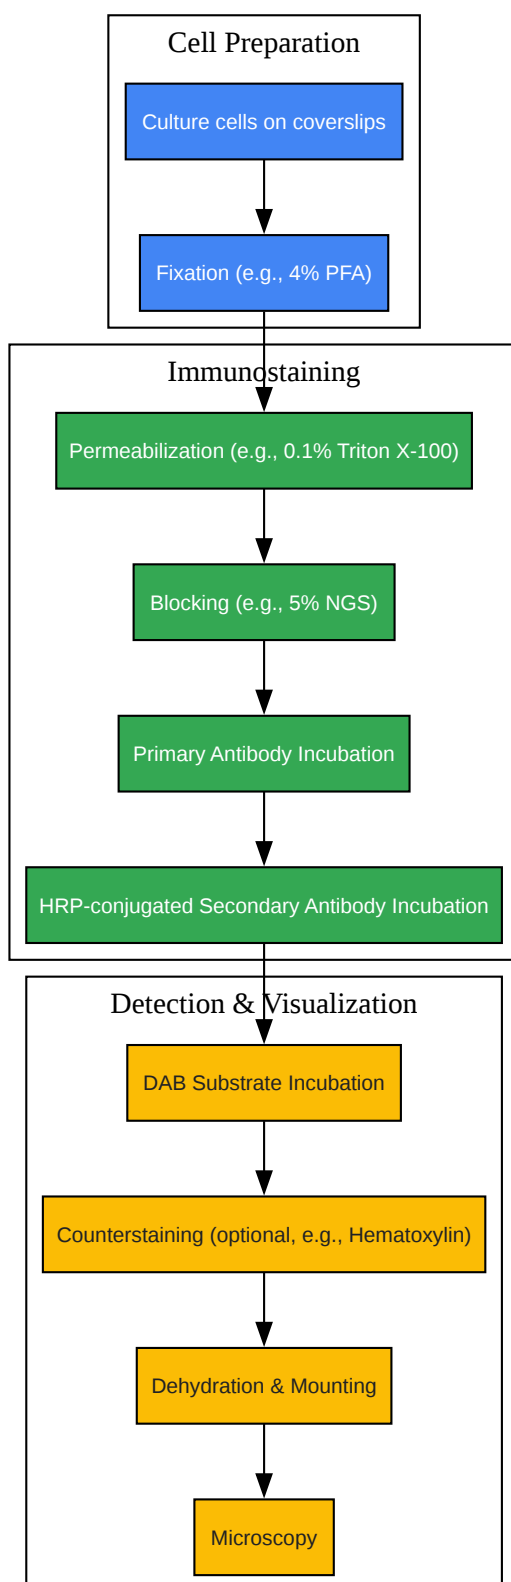 Cell Preparation
Culture cells on coverslips
Fixation (e.g., 4% PFA)
Immunostaining
Permeabilization (e.g., 0.1% Triton X-100)
Blocking (e.g., 5% NGS)
Primary Antibody Incubation
HRP-conjugated Secondary Antibody Incubation
Detection & Visualization
DAB Substrate Incubation
Counterstaining (optional, e.g., Hematoxylin)
Dehydration & Mounting
Microscopy